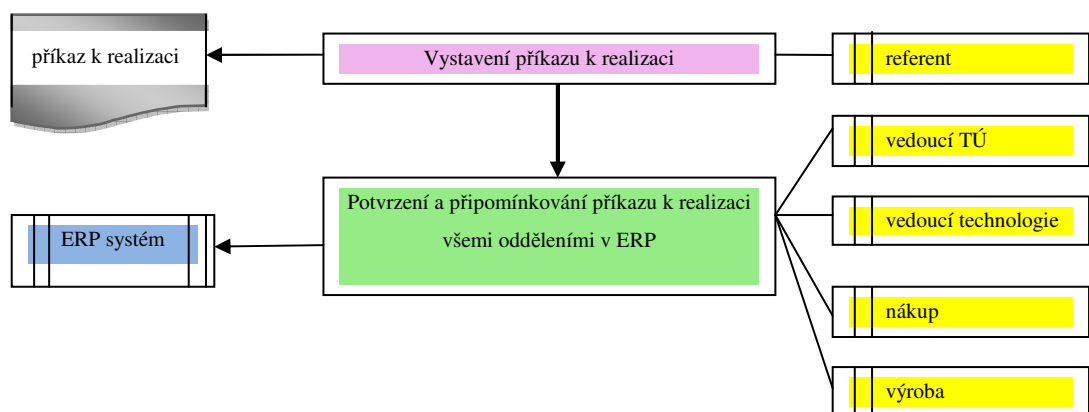 příkaz k realizaci
Vystavení příkazu k realizaci
referent
vedoucí TÚ
Potvrzení a připomínkování příkazu k realizaci
všemi odděleními v ERP
vedoucí technologie
ERP systém
nákup
výroba